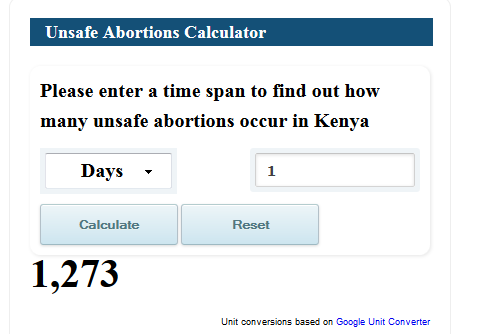 Unsafe Abortions Calculator
Please enter a time span to find out how
many unsafe abortions occur in Kenya
Days 1
Calculate Reset
1,273
Unit conversions based on Google Unit Converter